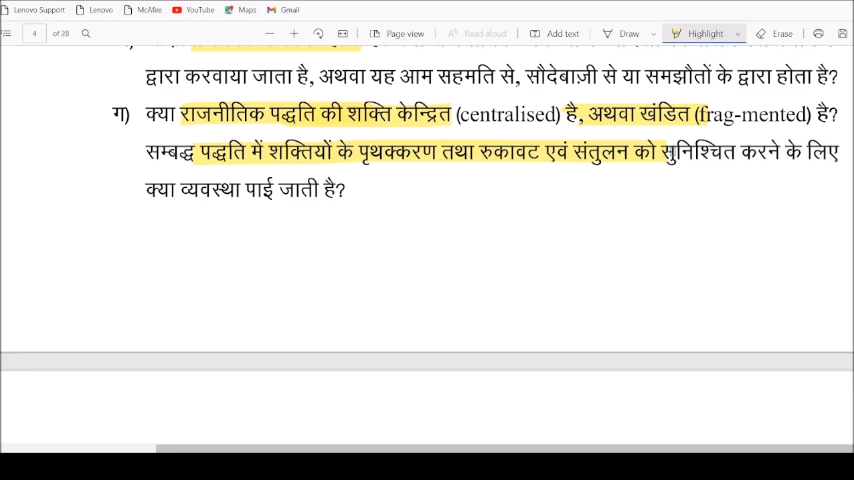 Lenovo Support Lenovo McAfee YouTube Maps Gmail
4 of 28 Page view Read aloud Add text Draw Highlight Erase
द्वारा करवाया जाता है, अथवा यह आम सहमति से, सौदेबाज़ी से या समझौतों के द्वारा होता है?
ग) क्या राजनीतिक पद्धति की शक्ति केन्द्रित (centralised) है, अथवा खंडित (frag-mented) है?
सम्बद्ध पद्धति में शक्तियों के पृथक्करण तथा रुकावट एवं संतुलन को सुनिश्चित करने के लिए
क्या व्यवस्था पाई जाती है?